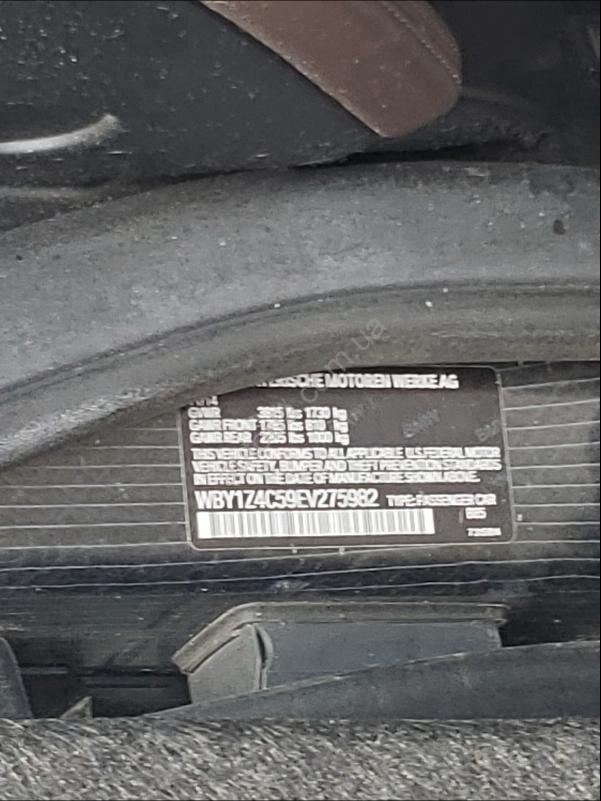 BAYERISCHE MOTOREN WERKE AG
GVWR 3815 lbs 1730 kg
GAWR FRONT 1785 lbs 810 kg
GAWR REAR 2205 lbs 1000 kg
THIS VEHICLE CONFORMS TO ALL APPLICABLE U.S. FEDERAL MOTOR
VEHICLE SAFETY, BUMPER AND THEFT PREVENTION STANDARDS
IN EFFECT ON THE DATE OF MANUFACTURE SHOWN ABOVE.
WBY1Z4C59EV275982 TYPE: PASSENGER CAR